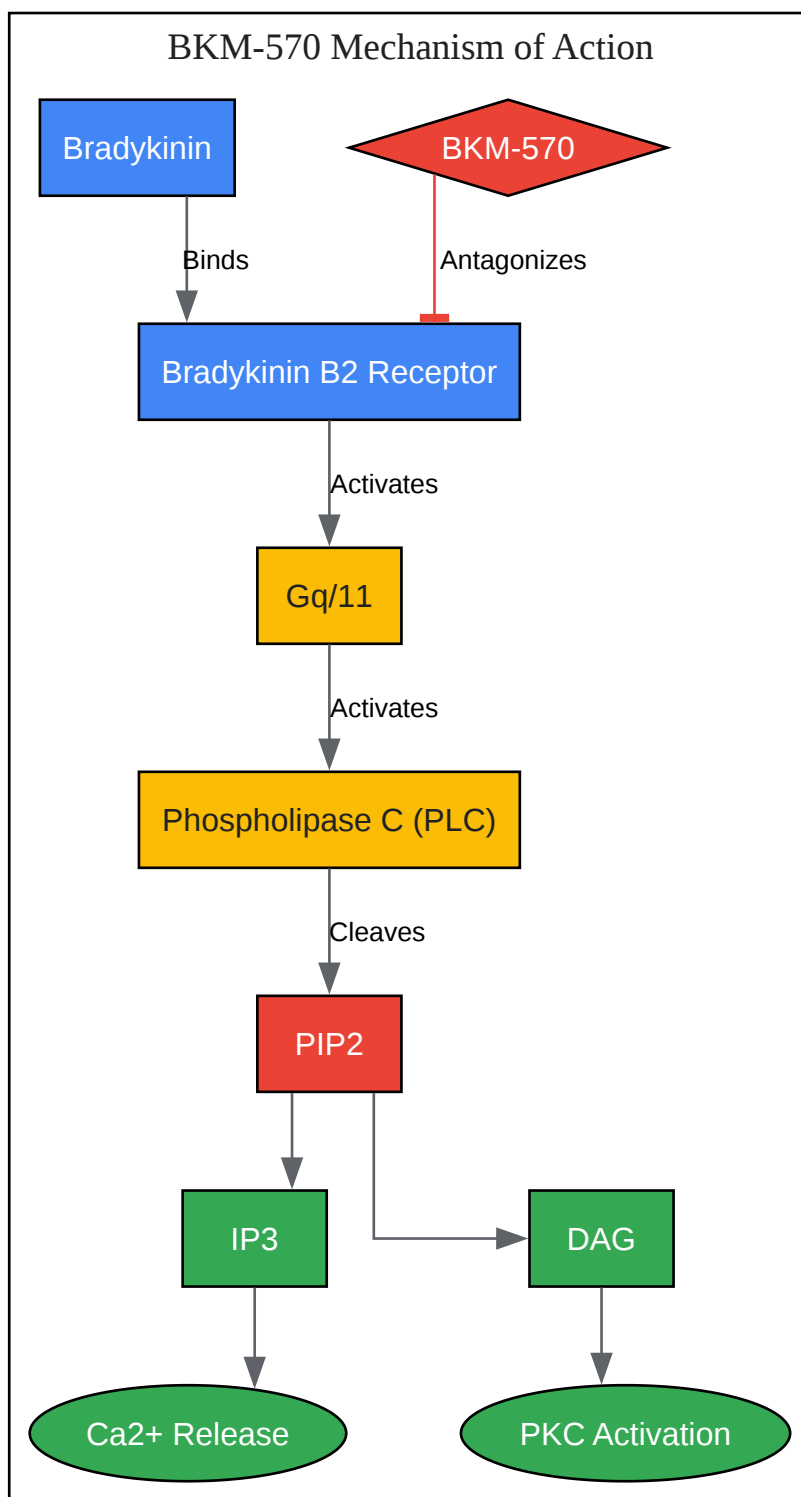 BKM-570 Mechanism of Action
Bradykinin
BKM-570
Binds
Antagonizes
Bradykinin B2 Receptor
Activates
Gq/11
Activates
Phospholipase C (PLC)
Cleaves
PIP2
IP3
DAG
Ca2+ Release
PKC Activation